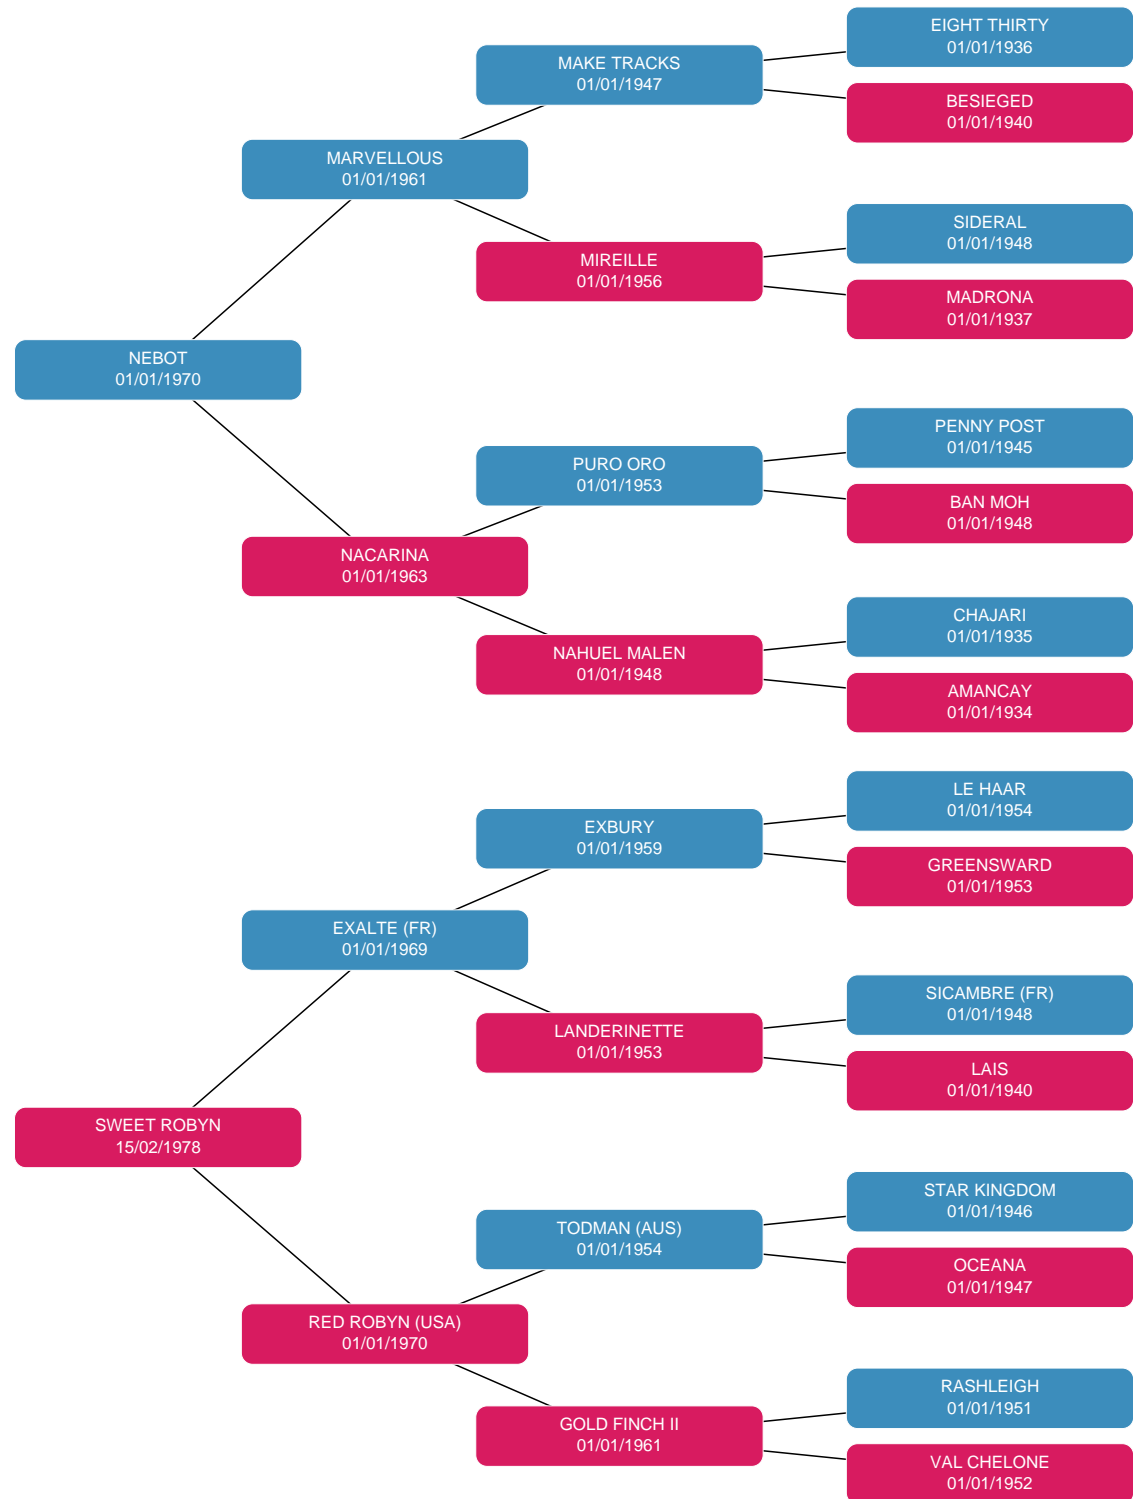 EIGHT THIRTY
01/01/1936
MAKE TRACKS
01/01/1947
BESIEGED
01/01/1940
MARVELLOUS
01/01/1961
SIDERAL
01/01/1948
MIREILLE
01/01/1956
MADRONA
01/01/1937
NEBOT
01/01/1970
PENNY POST
01/01/1945
PURO ORO
01/01/1953
BAN MOH
01/01/1948
NACARINA
01/01/1963
CHAJARI
01/01/1935
NAHUEL MALEN
01/01/1948
AMANCAY
01/01/1934
LE HAAR
01/01/1954
EXBURY
01/01/1959
GREENSWARD
01/01/1953
EXALTE (FR)
01/01/1969
SICAMBRE (FR)
01/01/1948
LANDERINETTE
01/01/1953
LAIS
01/01/1940
SWEET ROBYN
15/02/1978
STAR KINGDOM
01/01/1946
TODMAN (AUS)
01/01/1954
OCEANA
01/01/1947
RED ROBYN (USA)
01/01/1970
RASHLEIGH
01/01/1951
GOLD FINCH II
01/01/1961
VAL CHELONE
01/01/1952